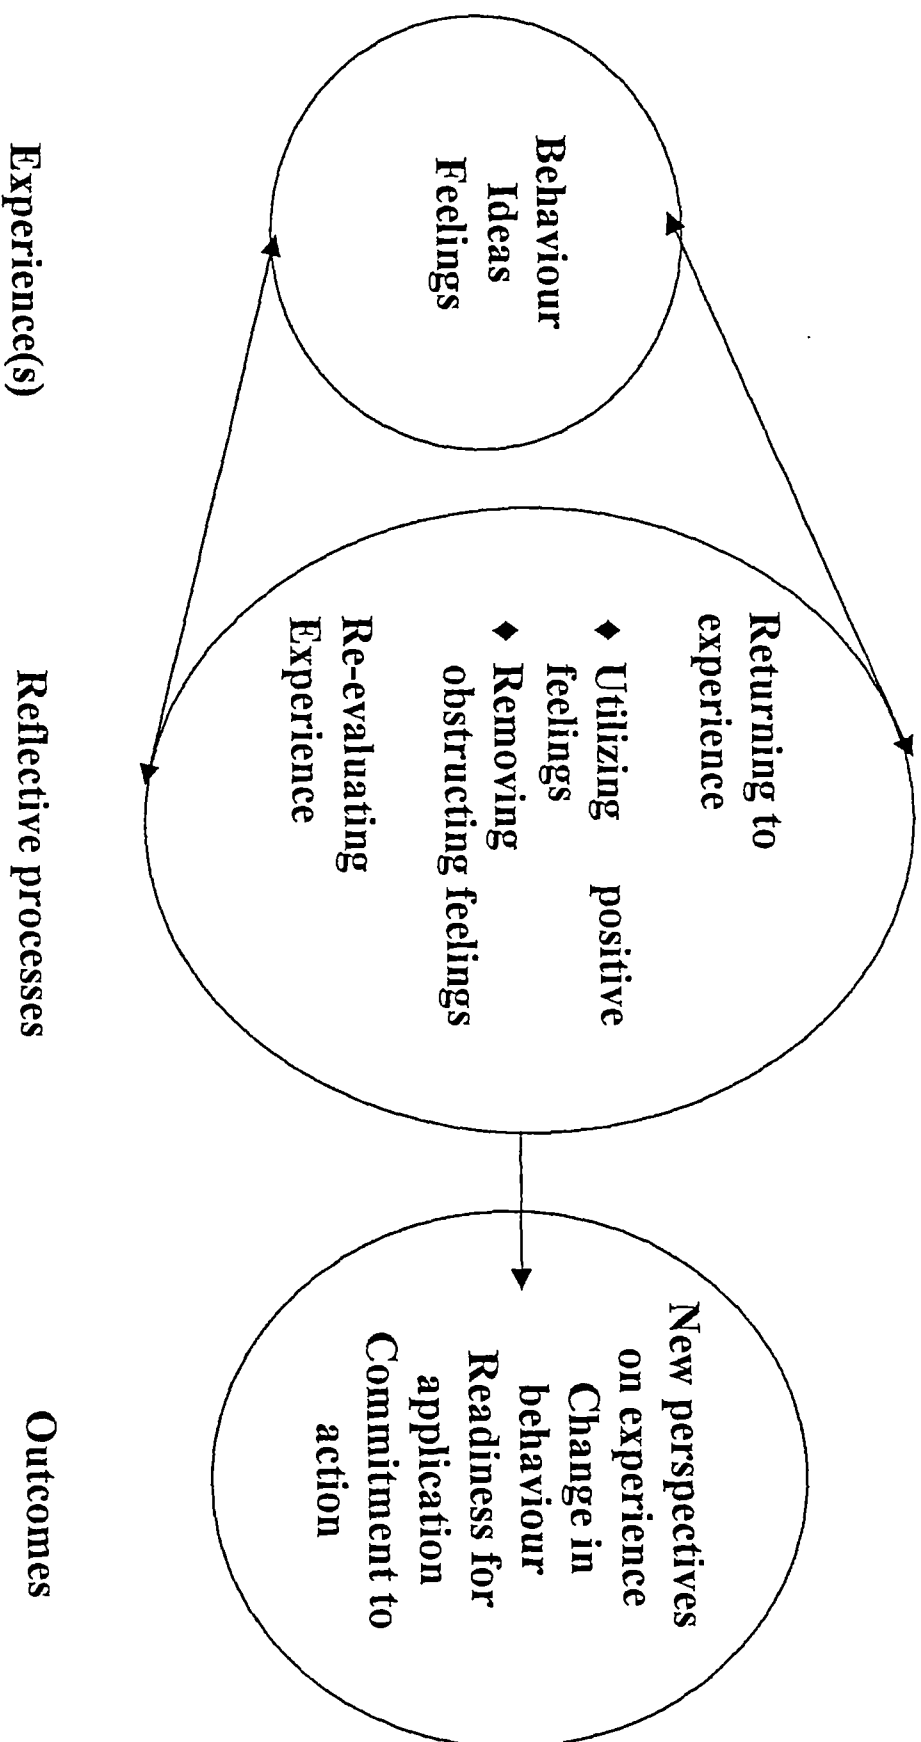 Behaviour
Ideas
Feelings
Returning to
experience
♦ Utilizing positive
feelings
♦ Removing
obstructing feelings
Re-evaluating
Experience
New perspectives
on experience
Change in
behaviour
Readiness for
application
Commitment to
action
Experience(s)
Reflective processes
Outcomes